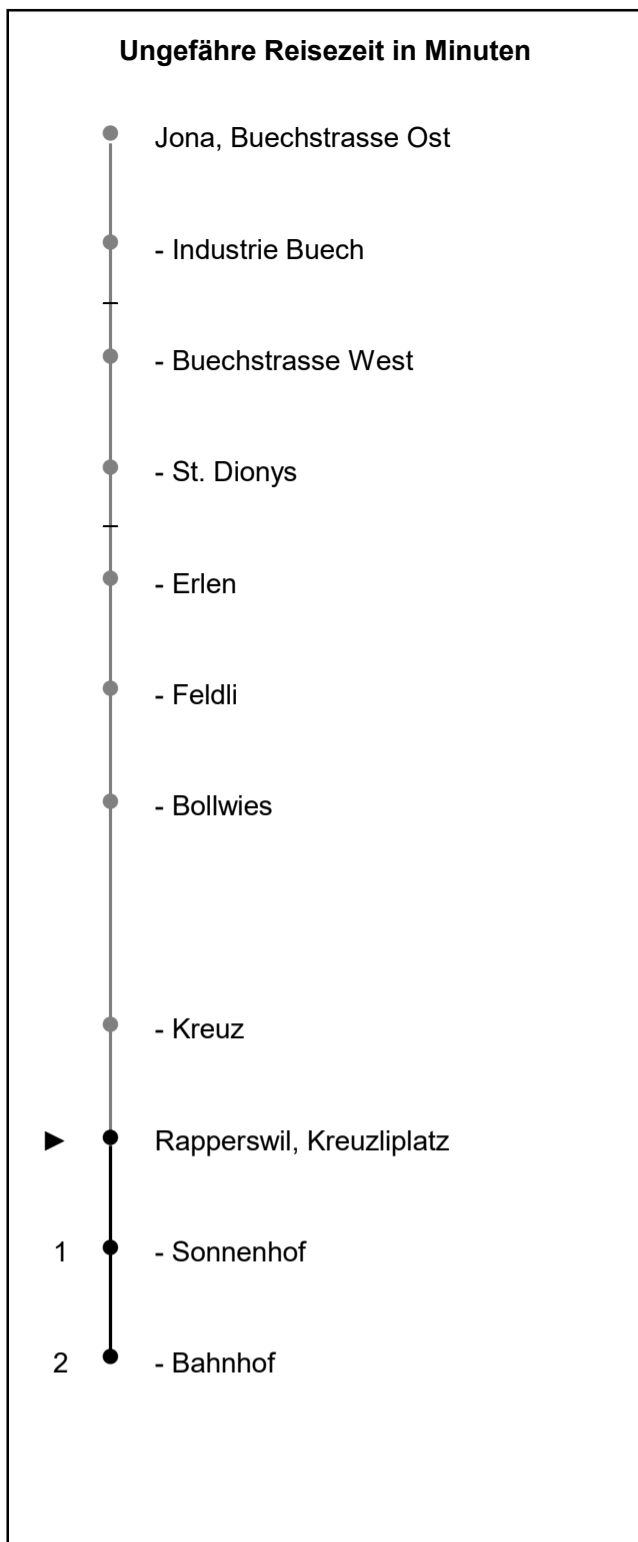 Ungefähre Reisezeit in Minuten
Jona, Buechstrasse Ost
- Industrie Buech
- Buechstrasse West
- St. Dionys
- Erlen
- Feldli
- Bollwies
- Kreuz
► Rapperswil, Kreuzliplatz
1 - Sonnenhof
2 - Bahnhof